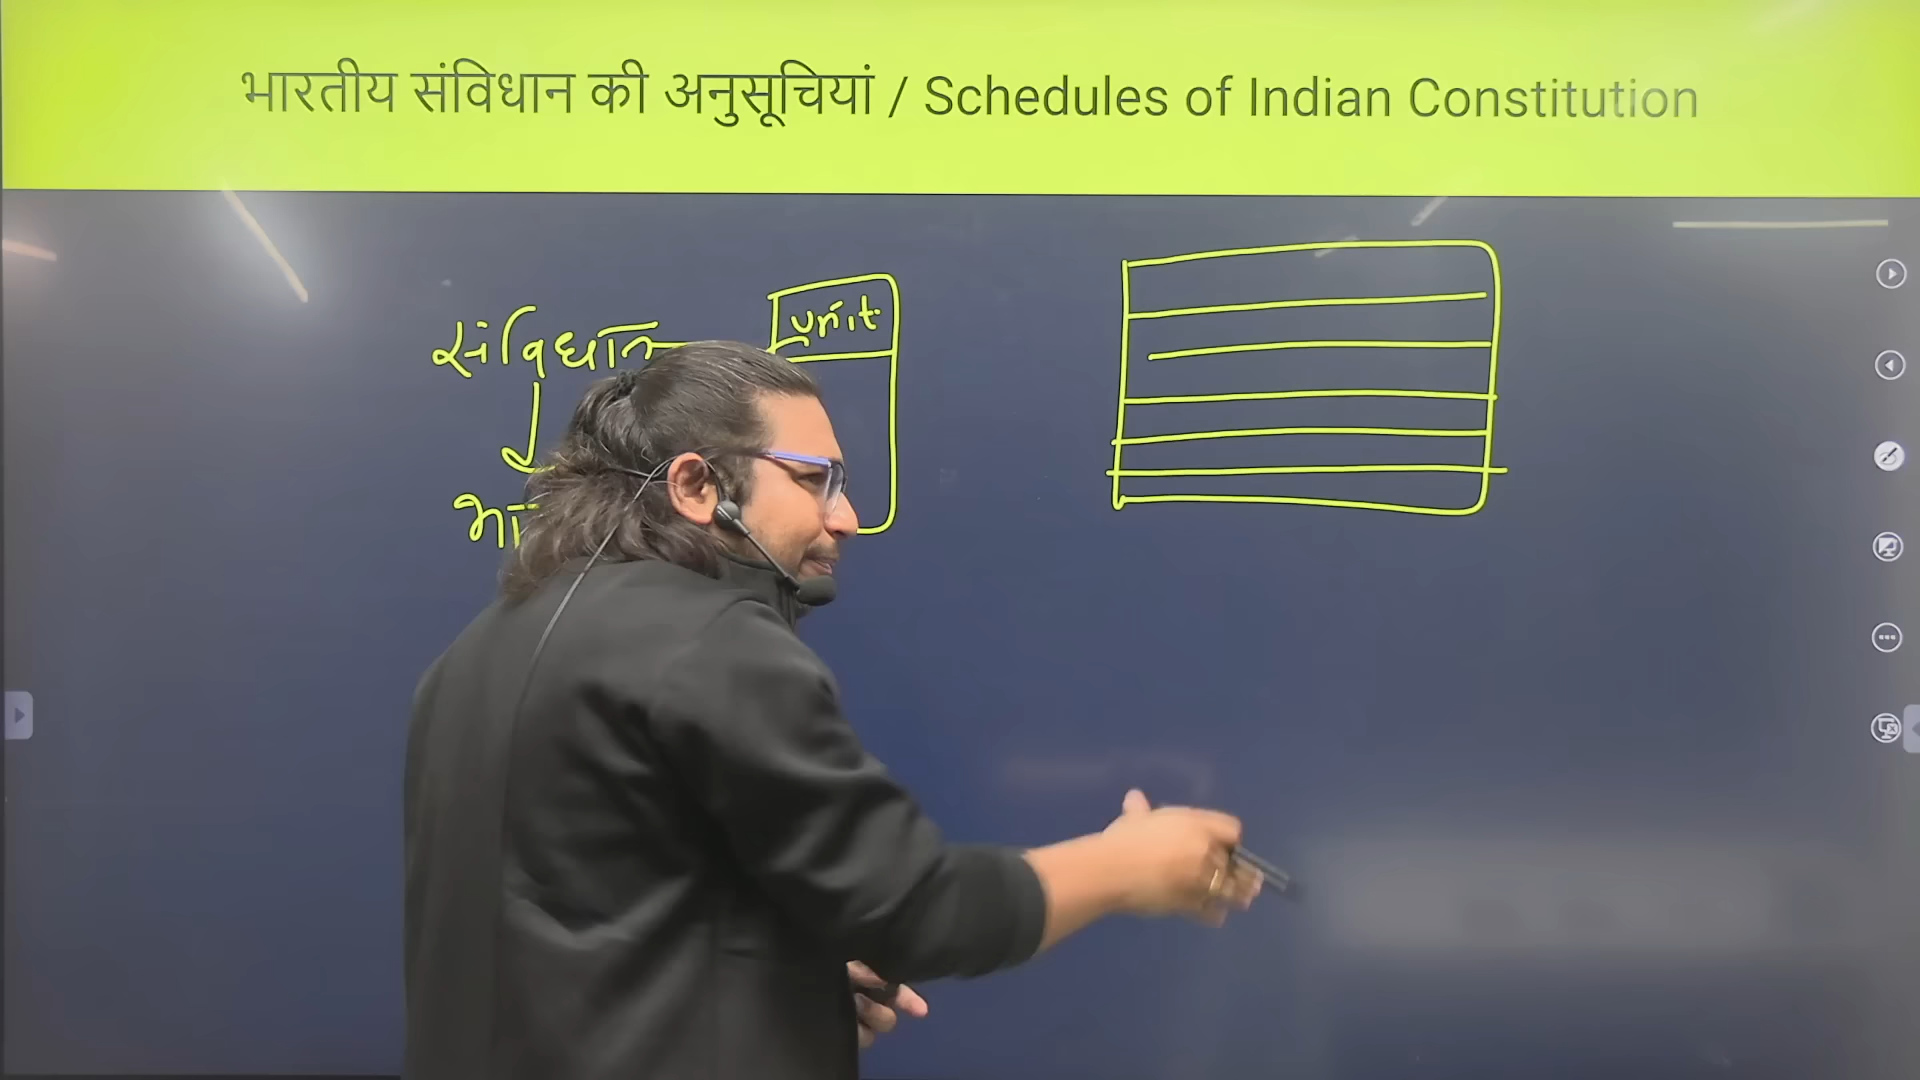 भारतीय संविधान की अनुसूचियां / Schedules of Indian Constitution
संविधान
unit